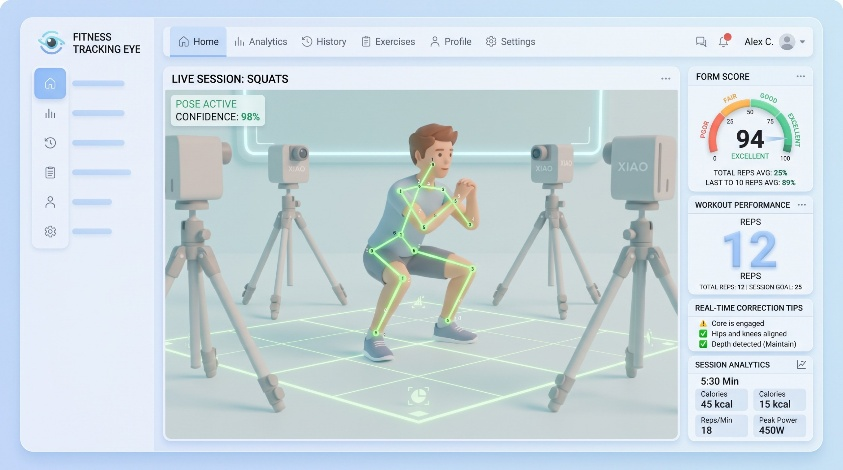 FITNESS
TRACKING EYE
Home
Analytics
History
Exercises
Profile
Settings
Alex C.
LIVE SESSION: SQUATS
POSE ACTIVE
CONFIDENCE: 98%
XIAO
XIAO
XIAO
FORM SCORE
POOR
FAIR
GOOD
EXCELLENT
0
25
50
75
100
94
EXCELLENT
TOTAL REPS AVG: 25%
LAST TO 10 REPS AVG: 89%
WORKOUT PERFORMANCE
REPS
12
REPS
TOTAL REPS: 12 | SESSION GOAL: 25
REAL-TIME CORRECTION TIPS
Core is engaged
Hips and knees aligned
Depth detected (Maintain)
SESSION ANALYTICS
5:30 Min
Calories
45 kcal
Calories
15 kcal
Reps/Min
18
Peak Power
450W